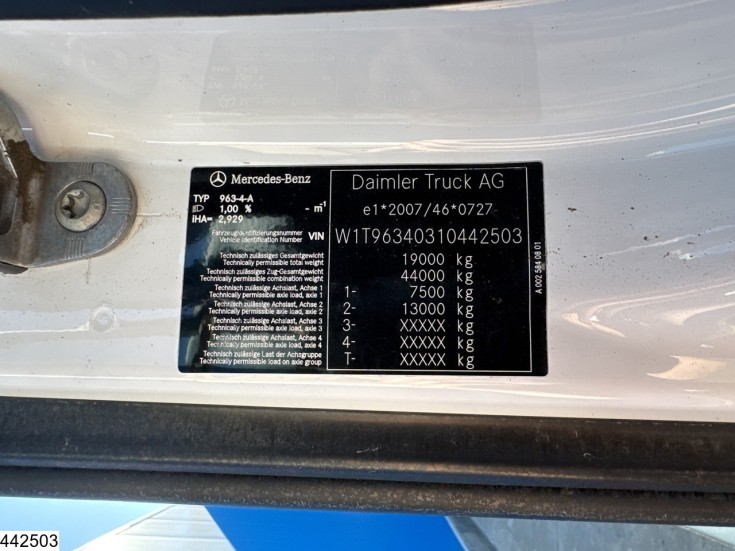 Mercedes-Benz
Daimler Truck AG
TYP 963-4-A
1,00 % - m-1
IHA= 2,929
e1*2007/46*0727
Fahrzeugidentifizierungsnummer
Vehicle Identification Number VIN W1T96340310442503
Technisch zulässiges Gesamtgewicht
Technically permissible total weight 19000 kg
Technisch zulässiges Zug-Gesamtgewicht
Technically permissible combination weight 44000 kg
Technisch zulässige Achslast, Achse 1
Technically permissible axle load, axle 1 1- 7500 kg
Technisch zulässige Achslast, Achse 2
Technically permissible axle load, axle 2 2- 13000 kg
Technisch zulässige Achslast, Achse 3
Technically permissible axle load, axle 3 3- XXXXX kg
Technisch zulässige Achslast, Achse 4
Technically permissible axle load, axle 4 4- XXXXX kg
Technisch zulässige Last der Achsgruppe
Technically permissible load on axle group T- XXXXX kg
A 002 584 08 01
442503